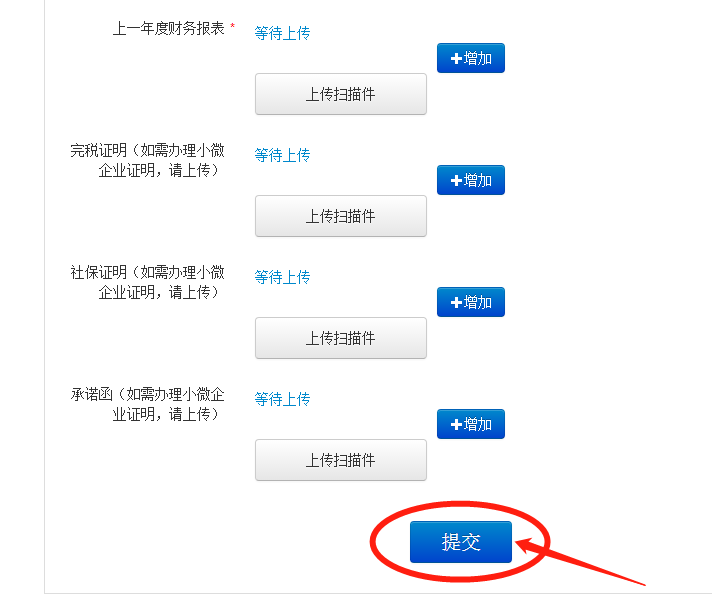 上一年度财务报表 *
等待上传
增加
上传扫描件
完税证明（如需办理小微
企业证明，请上传）
等待上传
增加
上传扫描件
社保证明（如需办理小微
企业证明，请上传）
等待上传
增加
上传扫描件
承诺函（如需办理小微企
业证明，请上传）
等待上传
增加
上传扫描件
提交